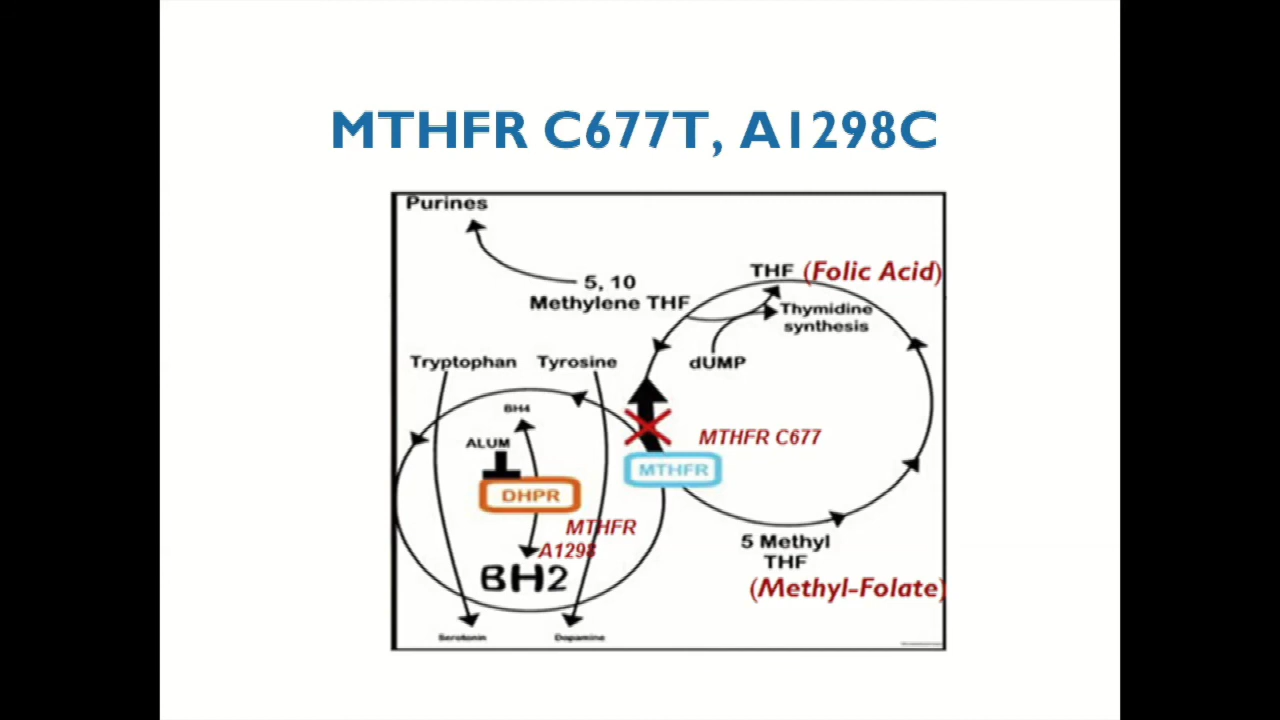 MTHFR C677T, A1298C
Purines
THF (Folic Acid)
5, 10
Methylene THF
Thymidine
synthesis
dUMP
Tryptophan Tyrosine
BH4
ALUM
MTHFR C677
MTHFR
DHPR
MTHFR
A1298
BH2
5 Methyl
THF
(Methyl-Folate)
Serotonin Dopamine